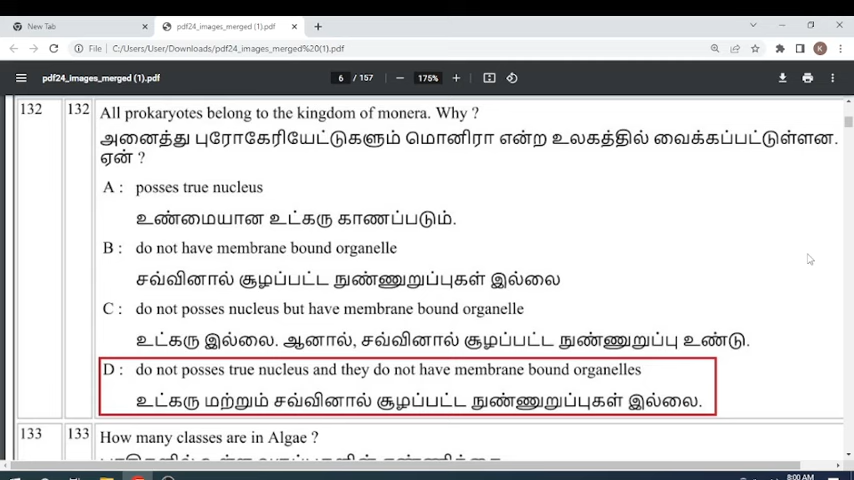 New Tab
pdf24_images_merged (1).pdf
File
C:/Users/User/Downloads/pdf24_images_merged%20(1).pdf
K
pdf24_images_merged (1).pdf
6 / 157
175%
132 132 All prokaryotes belong to the kingdom of monera. Why ?
அனைத்து புரோகேரியேட்டுகளும் மொனிரா என்ற உலகத்தில் வைக்கப்பட்டுள்ளன.
ஏன் ?
A : posses true nucleus
உண்மையான உட்கரு காணப்படும்.
B : do not have membrane bound organelle
சவ்வினால் சூழப்பட்ட நுண்ணுறுப்புகள் இல்லை
C : do not posses nucleus but have membrane bound organelle
உட்கரு இல்லை. ஆனால், சவ்வினால் சூழப்பட்ட நுண்ணுறுப்பு உண்டு.
D : do not posses true nucleus and they do not have membrane bound organelles
உட்கரு மற்றும் சவ்வினால் சூழப்பட்ட நுண்ணுறுப்புகள் இல்லை.
133 133 How many classes are in Algae ?
8:00 AM